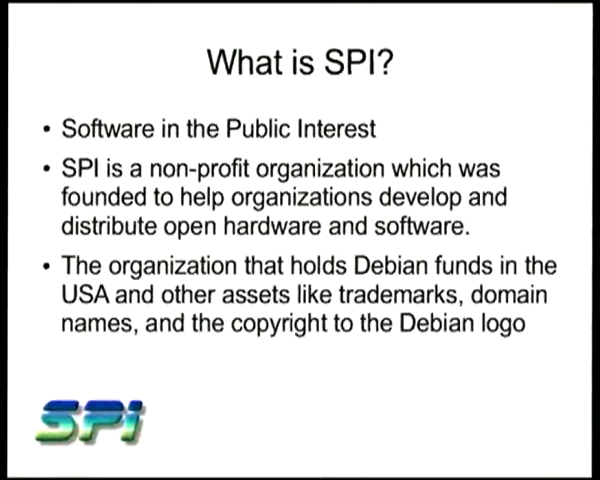 What is SPI?
• Software in the Public Interest
• SPI is a non-profit organization which was
founded to help organizations develop and
distribute open hardware and software.
• The organization that holds Debian funds in the
USA and other assets like trademarks, domain
names, and the copyright to the Debian logo
SPi